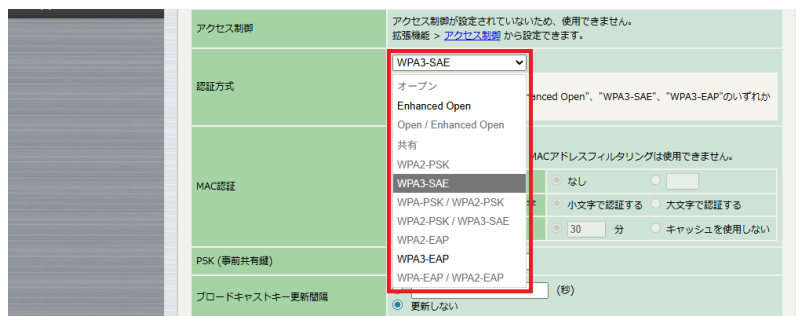 アクセス制御
アクセス制御が設定されていないため、使用できません。
拡張機能 > アクセス制御 から設定できます。
認証方式
WPA3-SAE
オープン
Enhanced Open
Open / Enhanced Open
共有
WPA2-PSK
WPA3-SAE
WPA-PSK / WPA2-PSK
WPA2-PSK / WPA3-SAE
WPA2-EAP
WPA3-EAP
WPA-EAP / WPA2-EAP
anced Open"、"WPA3-SAE"、"WPA3-EAP"のいずれか
MAC認証
MACアドレスフィルタリングは使用できません。
なし
小文字で認証する 大文字で認証する
30 分 キャッシュを使用しない
PSK (事前共有鍵)
ブロードキャストキー更新間隔
(秒)
更新しない